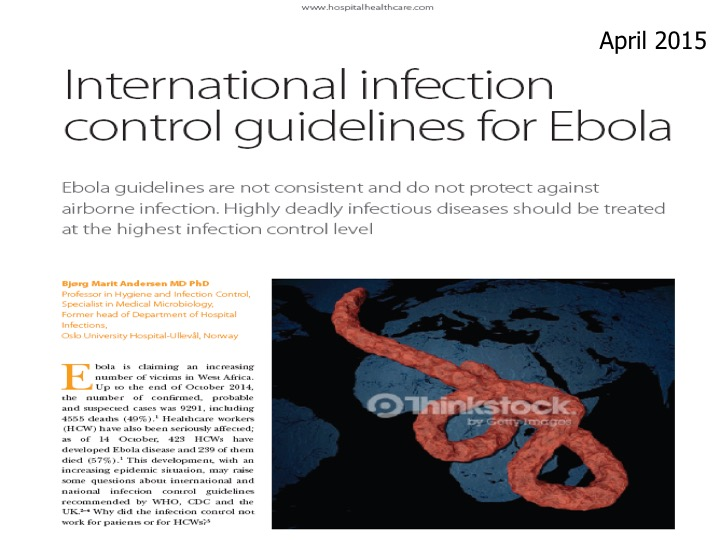 www.hospitalhealthcare.com
April 2015
International infection
control guidelines for Ebola
Ebola guidelines are not consistent and do not protect against
airborne infection. Highly deadly infectious diseases should be treated
at the highest infection control level
Bjørg Marit Andersen MD PhD
Professor in Hygiene and Infection Control,
Specialist in Medical Microbiology,
Former head of Department of Hospital
Infections,
Oslo University Hospital-Ullevål, Norway
Ebola is claiming an increasing
number of victims in West Africa.
Up to the end of October 2014,
the number of confirmed, probable
and suspected cases was 9291, including
4555 deaths (49%).¹ Healthcare workers
(HCW) have also been seriously affected;
as of 14 October, 423 HCWs have
developed Ebola disease and 239 of them
died (57%).¹ This development, with an
increasing epidemic situation, may raise
some questions about international and
national infection control guidelines
recommended by WHO, CDC and the
UK.²⁻⁴ Why did the infection control not
work for patients or for HCWs?⁵
Thinkstock
by Getty Images